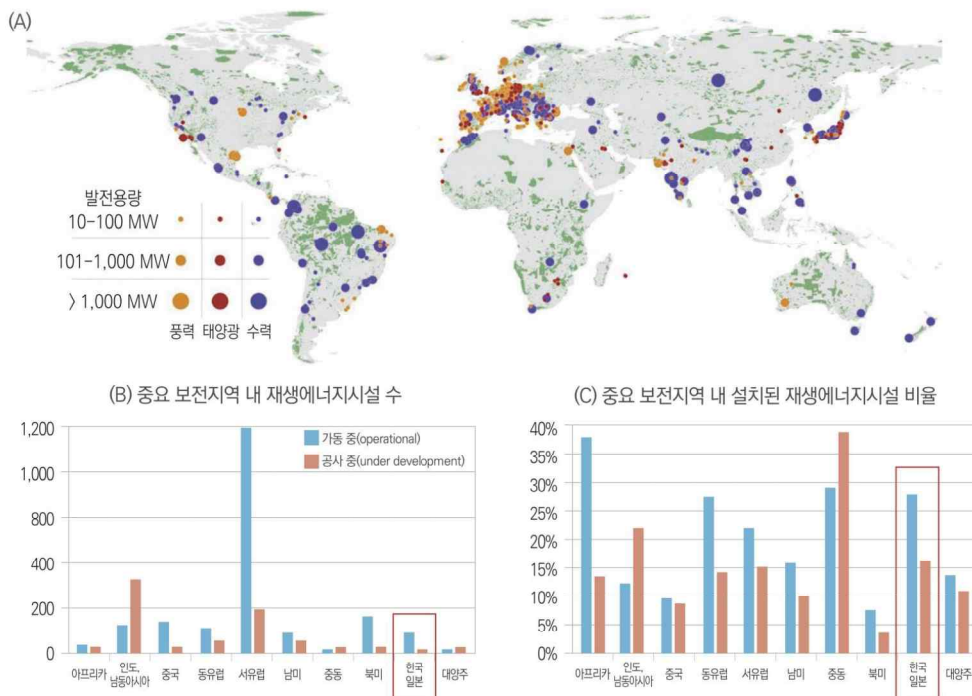 (A)
발전용량
10-100 MW
101-1,000 MW
> 1,000 MW
풍력 태양광 수력
(B) 중요 보전지역 내 재생에너지시설 수
1,200
1,000
800
400
200
0
가동 중(operational)
공사 중(under development)
아프리카 인도, 남동아시아 중국 동유럽 서유럽 남미 중동 북미 한국 일본 대양주
(C) 중요 보전지역 내 설치된 재생에너지시설 비율
40%
35%
35%
25%
20%
15%
10%
5%
0%
아프리카 인도, 남동아시아 중국 동유럽 서유럽 남미 중동 북미 한국 일본 대양주